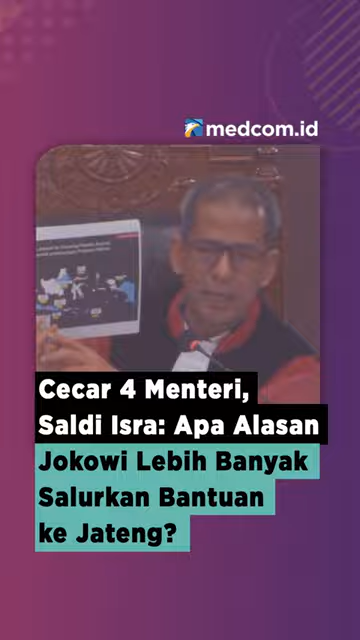 medcom.id
Cecar 4 Menteri,
Saldi Isra: Apa Alasan
Jokowi Lebih Banyak
Salurkan Bantuan
ke Jateng?